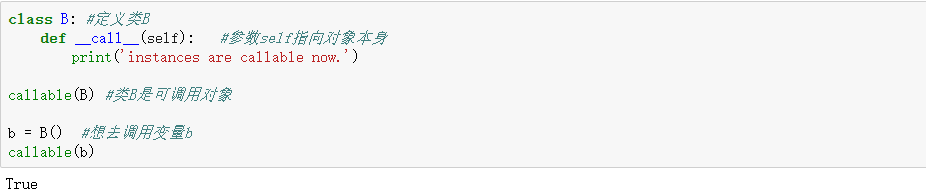 class B: #定义类B
    def __call__(self):   #参数self指向对象本身
        print('instances are callable now.')
callable(B) #类B是可调用对象
b = B()  #想去调用变量b
callable(b)
True